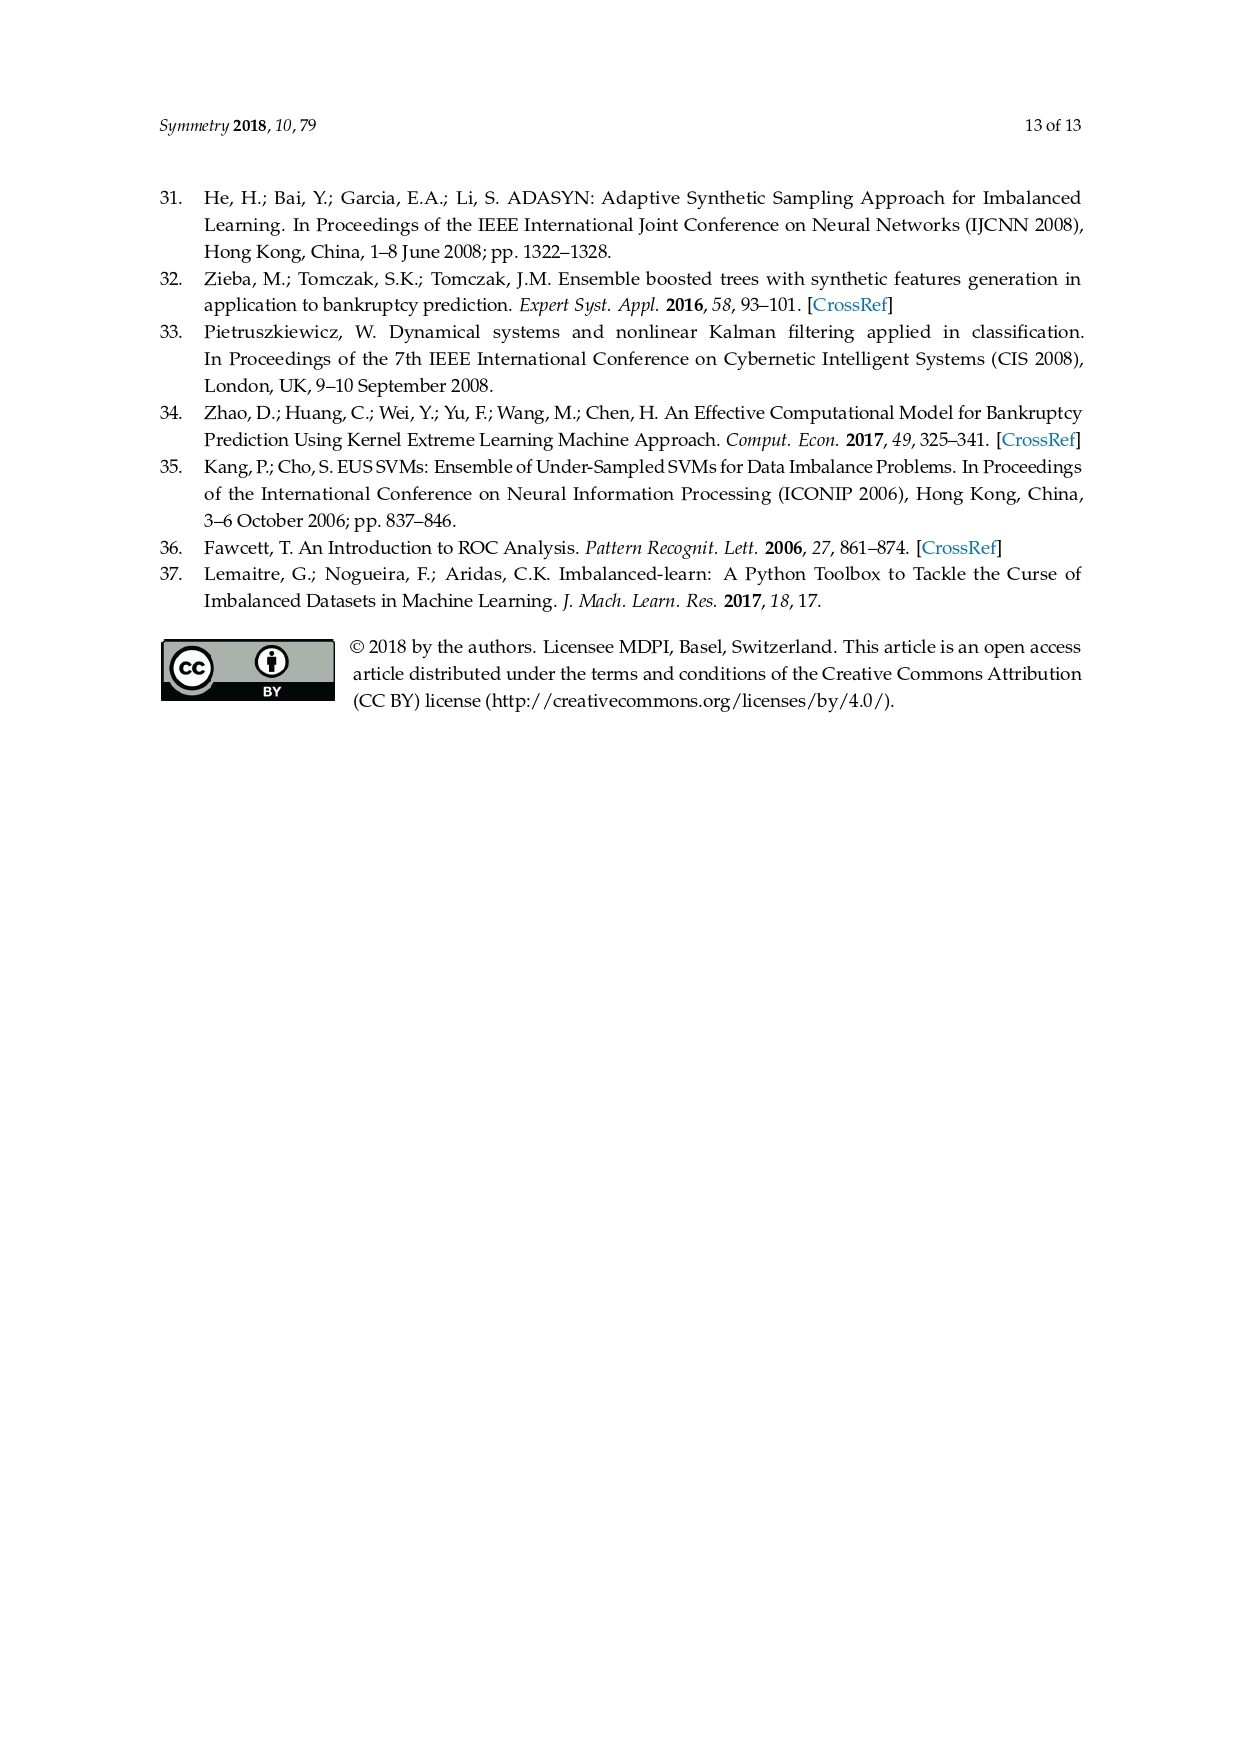 Symmetry 2018, 10, 79
13 of 13
31. He, H.; Bai, Y.; Garcia, E.A.; Li, S. ADASYN: Adaptive Synthetic Sampling Approach for Imbalanced
Learning. In Proceedings of the IEEE International Joint Conference on Neural Networks (IJCNN 2008),
Hong Kong, China, 1–8 June 2008; pp. 1322–1328.
32. Zieba, M.; Tomczak, S.K.; Tomczak, J.M. Ensemble boosted trees with synthetic features generation in
application to bankruptcy prediction. Expert Syst. Appl. 2016, 58, 93–101. [CrossRef]
33. Pietruszkiewicz, W. Dynamical systems and nonlinear Kalman filtering applied in classification.
In Proceedings of the 7th IEEE International Conference on Cybernetic Intelligent Systems (CIS 2008),
London, UK, 9–10 September 2008.
34. Zhao, D.; Huang, C.; Wei, Y.; Yu, F.; Wang, M.; Chen, H. An Effective Computational Model for Bankruptcy
Prediction Using Kernel Extreme Learning Machine Approach. Comput. Econ. 2017, 49, 325–341. [CrossRef]
35. Kang, P.; Cho, S. EUS SVMs: Ensemble of Under-Sampled SVMs for Data Imbalance Problems. In Proceedings
of the International Conference on Neural Information Processing (ICONIP 2006), Hong Kong, China,
3–6 October 2006; pp. 837–846.
36. Fawcett, T. An Introduction to ROC Analysis. Pattern Recognit. Lett. 2006, 27, 861–874. [CrossRef]
37. Lemaitre, G.; Nogueira, F.; Aridas, C.K. Imbalanced-learn: A Python Toolbox to Tackle the Curse of
Imbalanced Datasets in Machine Learning. J. Mach. Learn. Res. 2017, 18, 17.
cc
BY
© 2018 by the authors. Licensee MDPI, Basel, Switzerland. This article is an open access
article distributed under the terms and conditions of the Creative Commons Attribution
(CC BY) license (http://creativecommons.org/licenses/by/4.0/).